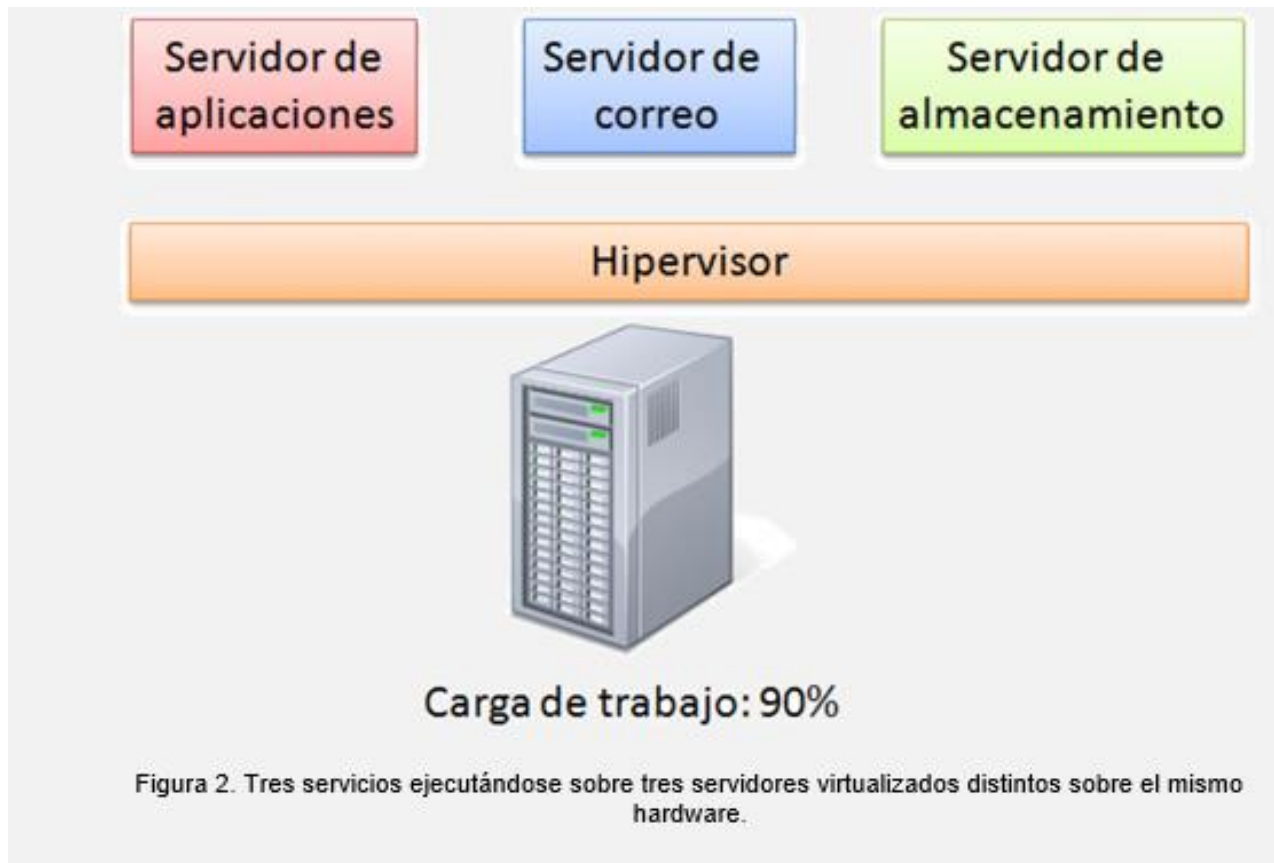 Servidor de
aplicaciones
Servidor de
correo
Servidor de
almacenamiento
Hipervisor
Carga de trabajo: 90%
Figura 2. Tres servicios ejecutándose sobre tres servidores virtualizados distintos sobre el mismo
hardware.